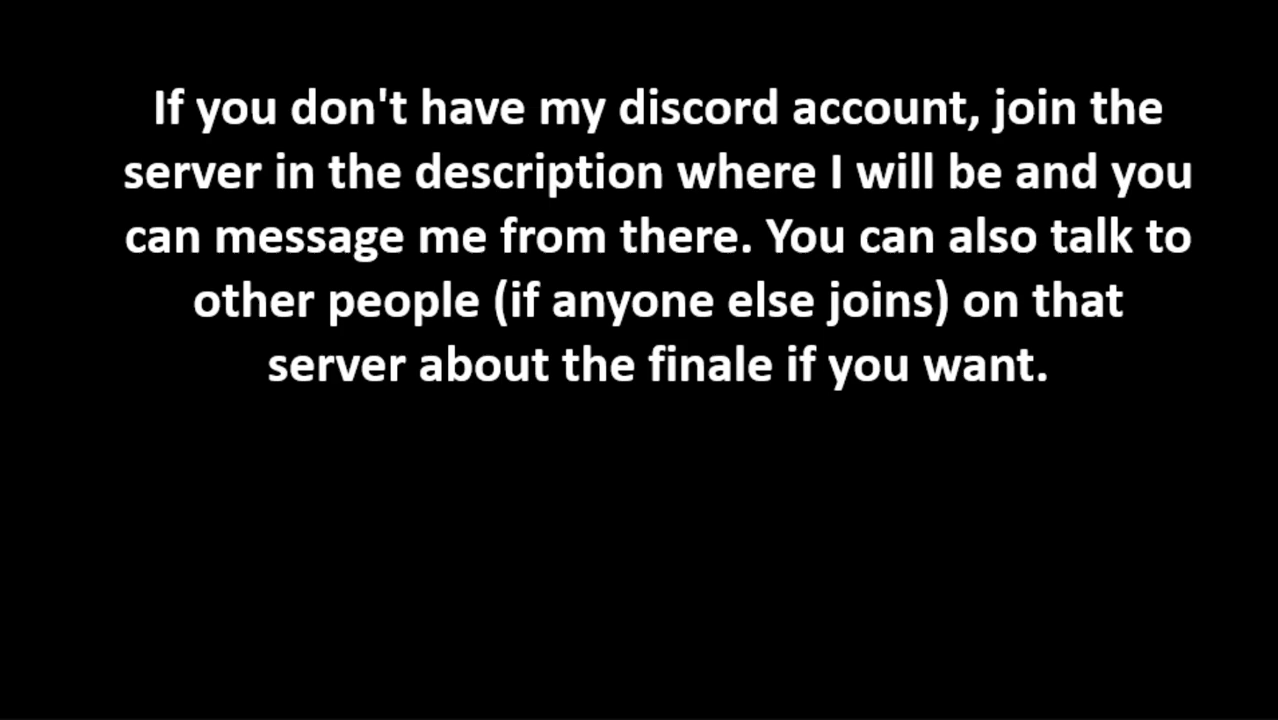 If you don't have my discord account, join the
server in the description where I will be and you
can message me from there. You can also talk to
other people (if anyone else joins) on that
server about the finale if you want.